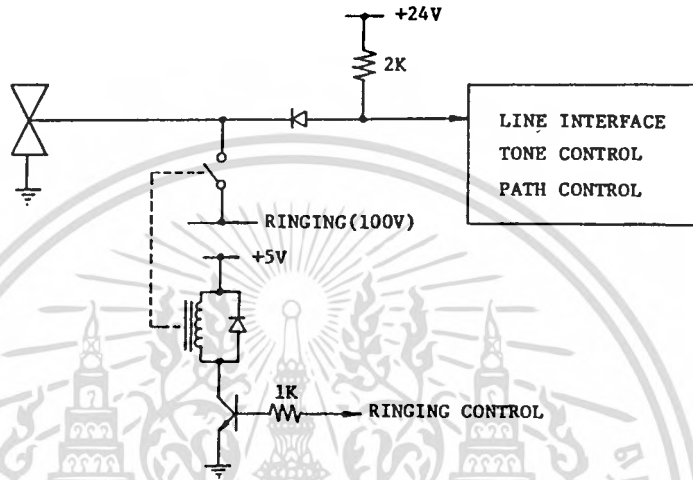 +24V
2K
LINE INTERFACE
TONE CONTROL
PATH CONTROL
RINGING(100V)
+5V
1K
RINGING CONTROL